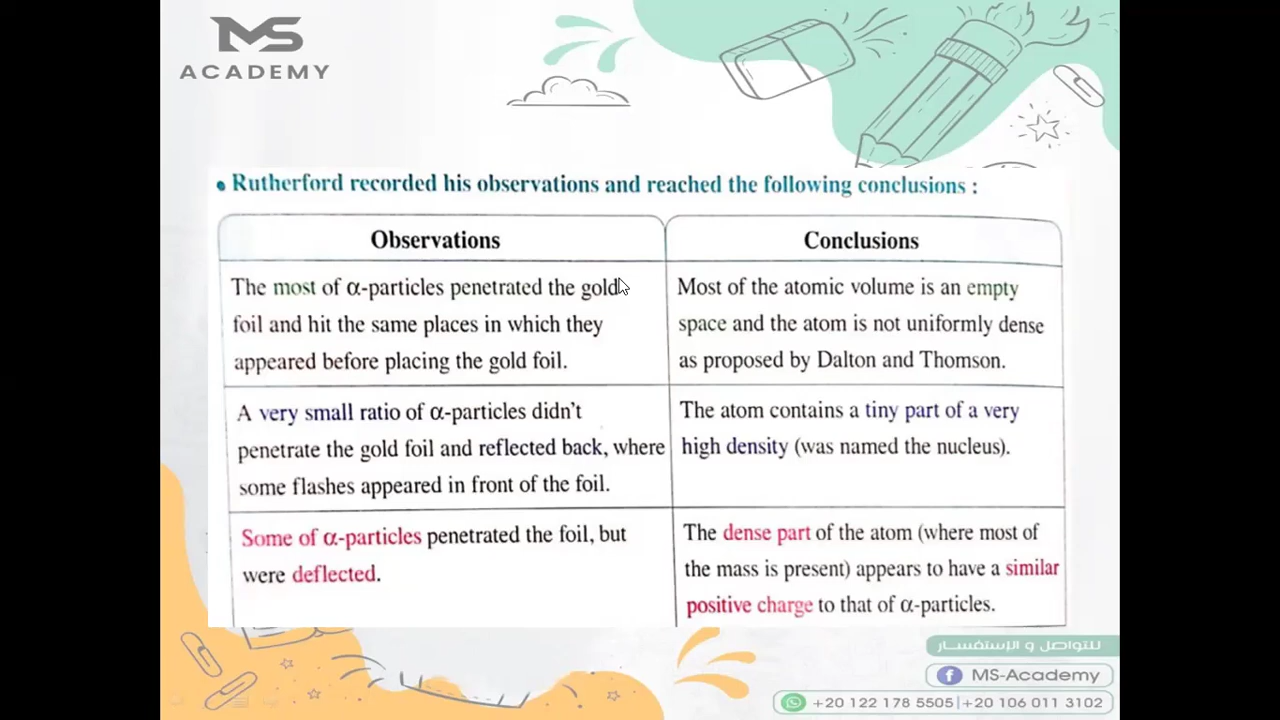 MS
ACADEMY
• Rutherford recorded his observations and reached the following conclusions :
Observations
Conclusions
The most of α-particles penetrated the gold
foil and hit the same places in which they
appeared before placing the gold foil.
Most of the atomic volume is an empty
space and the atom is not uniformly dense
as proposed by Dalton and Thomson.
A very small ratio of α-particles didn't
penetrate the gold foil and reflected back, where
some flashes appeared in front of the foil.
The atom contains a tiny part of a very
high density (was named the nucleus).
Some of α-particles penetrated the foil, but
were deflected.
The dense part of the atom (where most of
the mass is present) appears to have a similar
positive charge to that of α-particles.
للتواصل و الإستفسار
MS-Academy
+20 122 178 5505|+20 106 011 3102